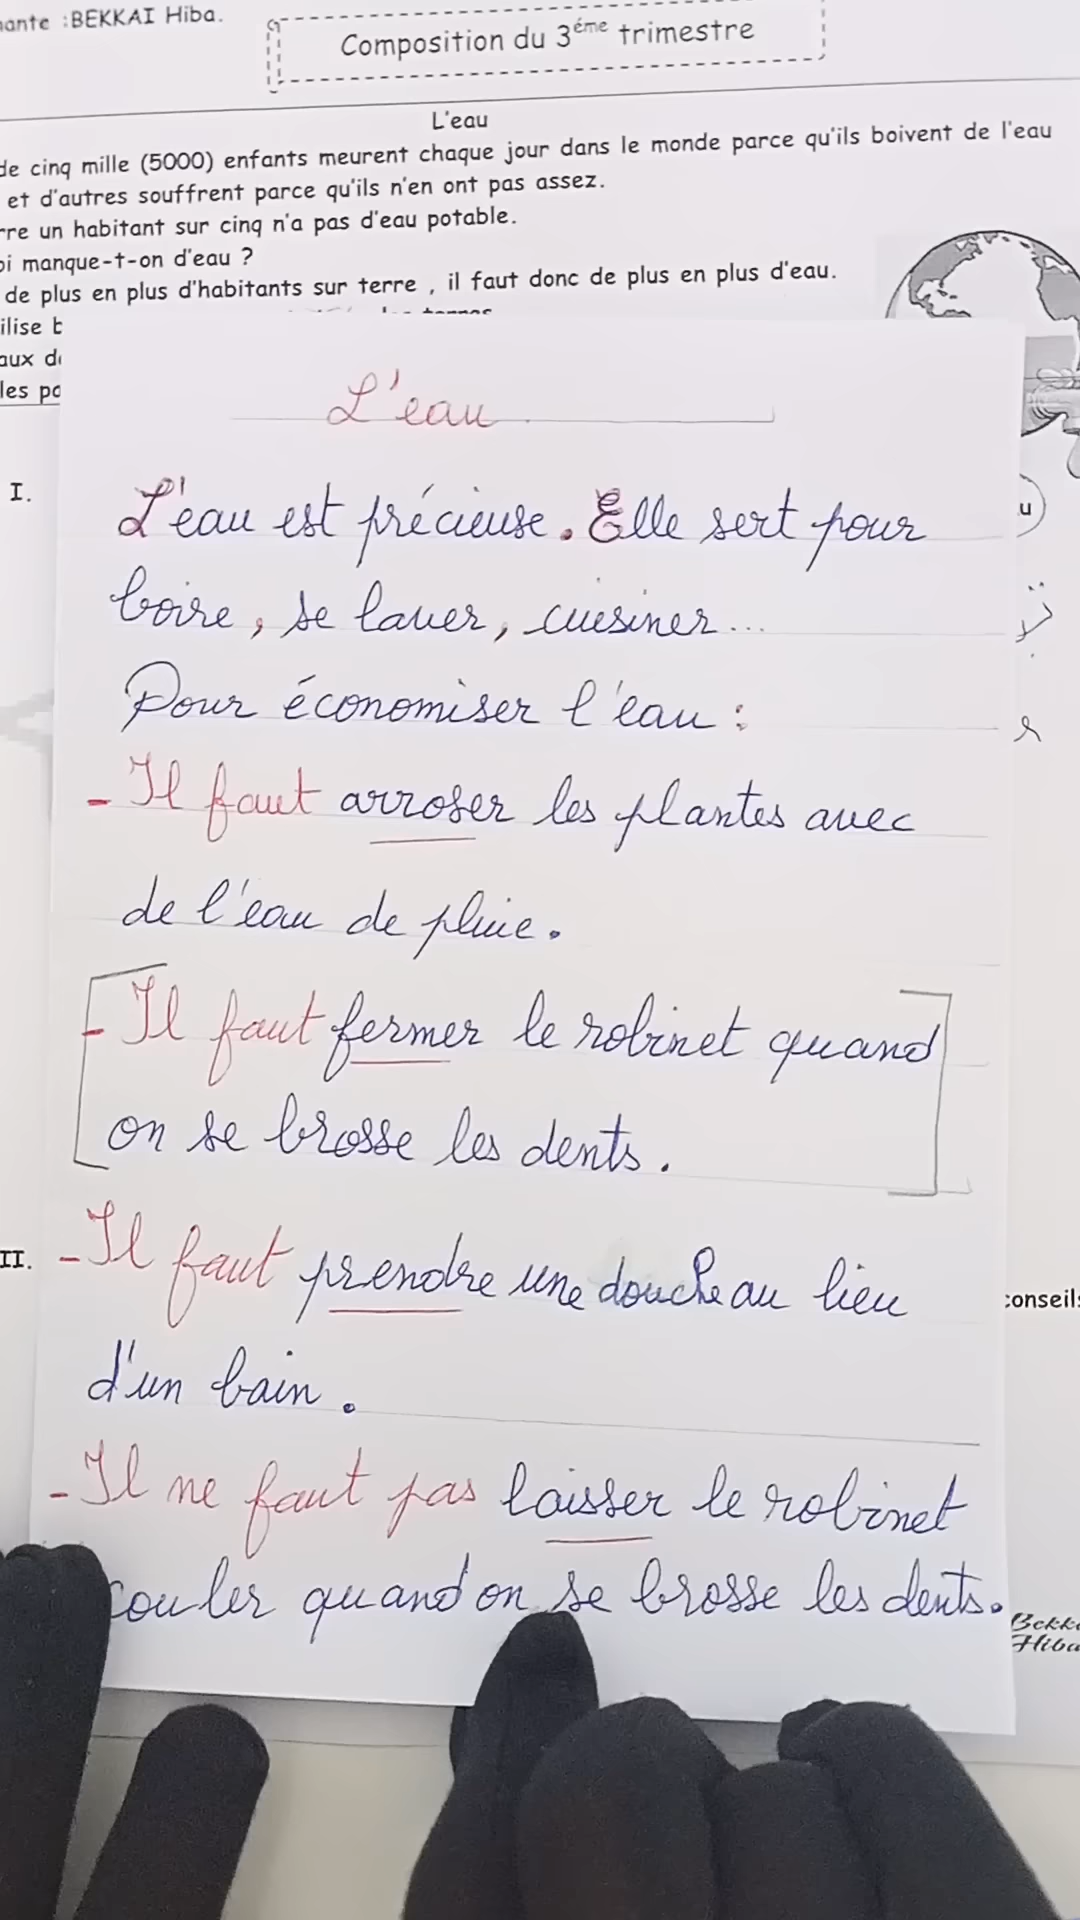 :BEKKAI Hiba.
Composition du 3éme trimestre
L'eau
de cinq mille (5000) enfants meurent chaque jour dans le monde parce qu'ils boivent de l'eau
et d'autres souffrent parce qu'ils n'en ont pas assez.
un habitant sur cinq n'a pas d'eau potable.
manque-t-on d'eau ?
de plus en plus d'habitants sur terre , il faut donc de plus en plus d'eau.
L'eau
I.
L'eau est précieuse. Elle sert pour
boire, se laver, cuisiner...
Pour économiser l'eau :
- Il faut arroser les plantes avec
de l'eau de pluie.
- Il faut fermer le robinet quand
on se brosse les dents.
II.
- Il faut prendre une douche au lieu
d'un bain.
- Il ne faut pas laisser le robinet
couler quand on se brosse les dents.
Hiba